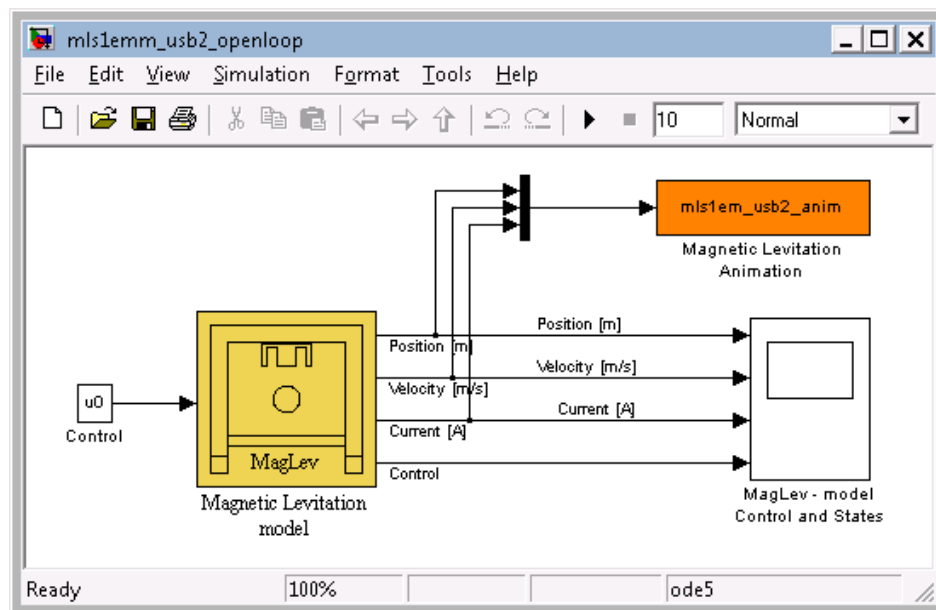 mls1emm_usb2_openloop
File Edit View Simulation Format Tools Help
10 Normal
mls1em_usb2_anim
Magnetic Levitation
Animation
Position [m]
Position [m]
Velocity [m/s]
Velocity [m/s]
Current [A]
Current [A]
Control
u0
Control
MagLev
Magnetic Levitation
model
MagLev - model
Control and States
Ready 100% ode5